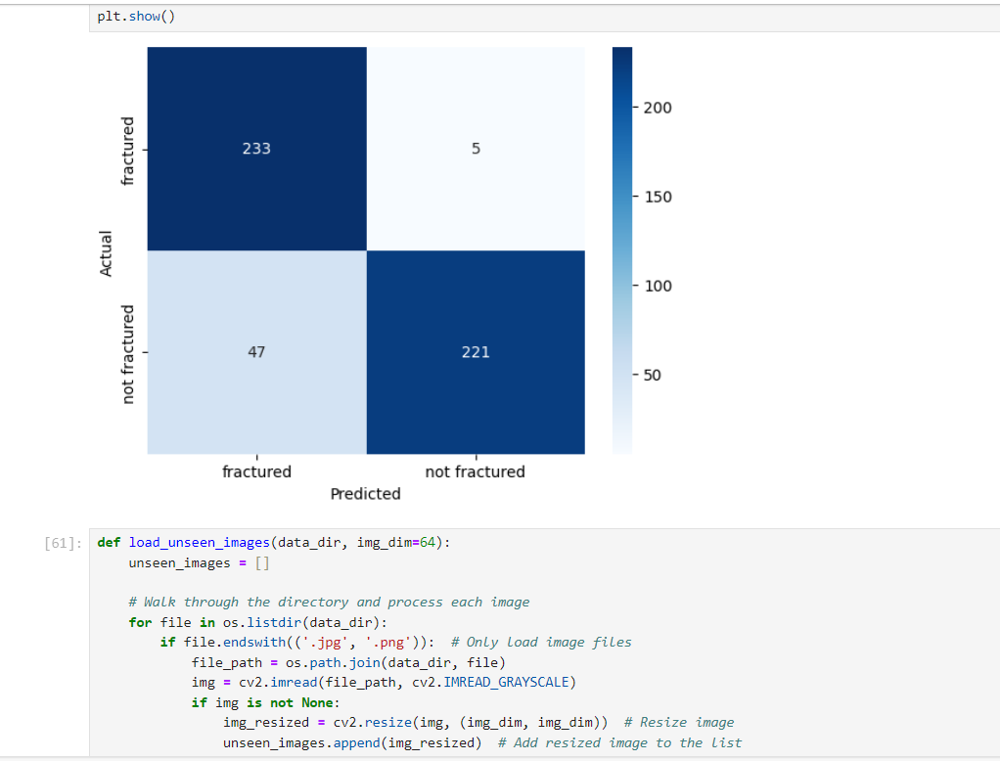 plt.show()
fractured
233
5
200
150
Actual
100
not fractured
47
221
50
fractured
not fractured
Predicted
[61]:
def load_unseen_images(data_dir, img_dim=64):
unseen_images = []
# Walk through the directory and process each image
for file in os.listdir(data_dir):
if file.endswith(('.jpg', '.png')):  # Only load image files
file_path = os.path.join(data_dir, file)
img = cv2.imread(file_path, cv2.IMREAD_GRAYSCALE)
if img is not None:
img_resized = cv2.resize(img, (img_dim, img_dim))  # Resize image
unseen_images.append(img_resized)  # Add resized image to the list